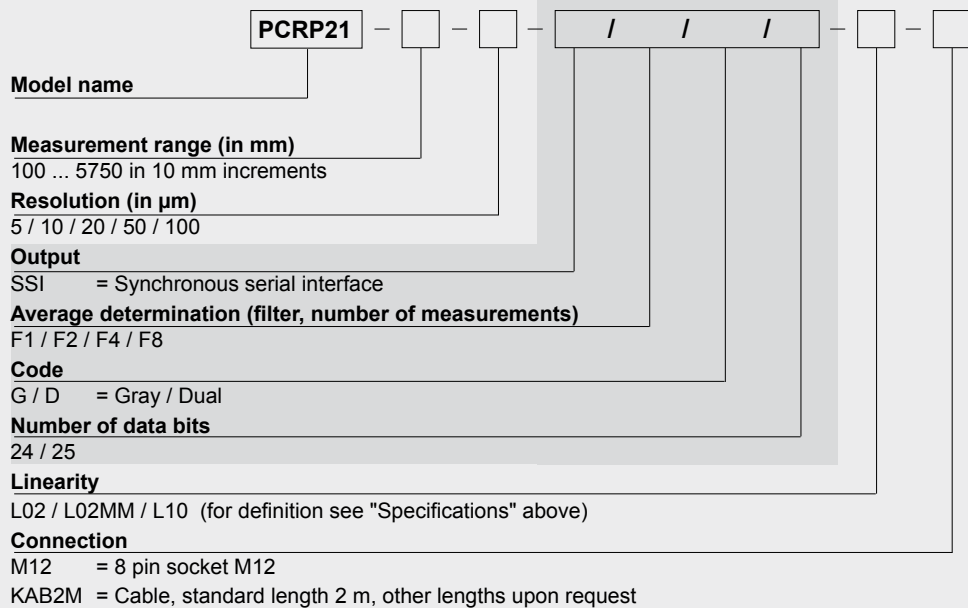 PCRP21 – – – / / / – –
Model name
Measurement range (in mm)
100 ... 5750 in 10 mm increments
Resolution (in µm)
5 / 10 / 20 / 50 / 100
Output
SSI = Synchronous serial interface
Average determination (filter, number of measurements)
F1 / F2 / F4 / F8
Code
G / D = Gray / Dual
Number of data bits
24 / 25
Linearity
L02 / L02MM / L10 (for definition see "Specifications" above)
Connection
M12 = 8 pin socket M12
KAB2M = Cable, standard length 2 m, other lengths upon request